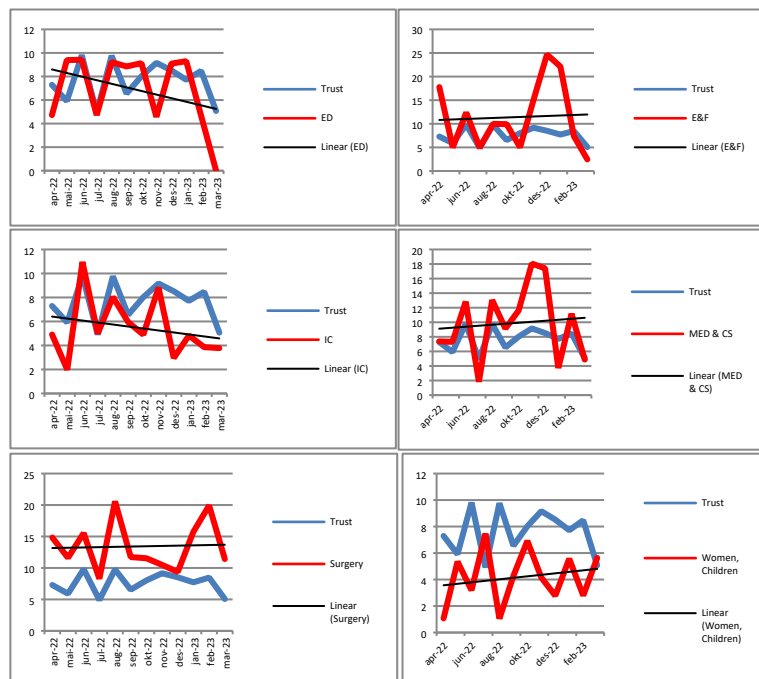 12
10
8
6
4
2
0
apr-22
mai-22
jun-22
jul-22
aug-22
sep-22
okt-22
nov-22
des-22
jan-23
feb-23
mar-23
Trust
ED
Linear (ED)
30
25
20
15
10
5
0
apr-22
jun-22
aug-22
okt-22
des-22
feb-23
Trust
E&F
Linear (E&F)
12
10
8
6
4
2
0
apr-22
mai-22
jun-22
jul-22
aug-22
sep-22
okt-22
nov-22
des-22
jan-23
feb-23
mar-23
Trust
IC
Linear (IC)
20
18
16
14
12
10
8
6
4
2
0
apr-22
jun-22
aug-22
okt-22
des-22
feb-23
Trust
MED & CS
Linear (MED
& CS)
25
20
15
10
5
0
apr-22
mai-22
jun-22
jul-22
aug-22
sep-22
okt-22
nov-22
des-22
jan-23
feb-23
mar-23
Trust
Surgery
Linear
(Surgery)
12
10
8
6
4
2
0
apr-22
jun-22
aug-22
okt-22
des-22
feb-23
Trust
Women,
Children
Linear
(Women,
Children)